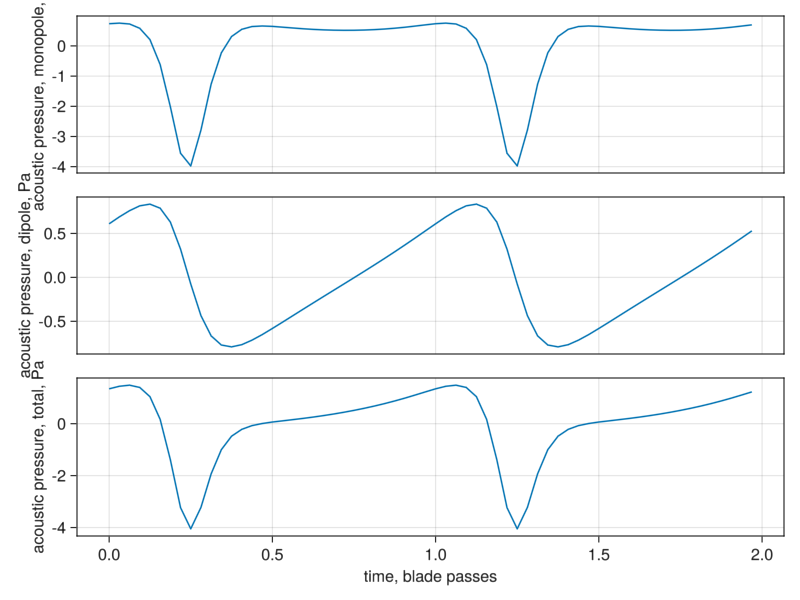 acoustic pressure, monopole,
0
-1
-2
-3
-4
acoustic pressure, dipole, Pa
0.5
0.0
-0.5
acoustic pressure, total, Pa
0
-2
-4
0.0 0.5 1.0 1.5 2.0
time, blade passes